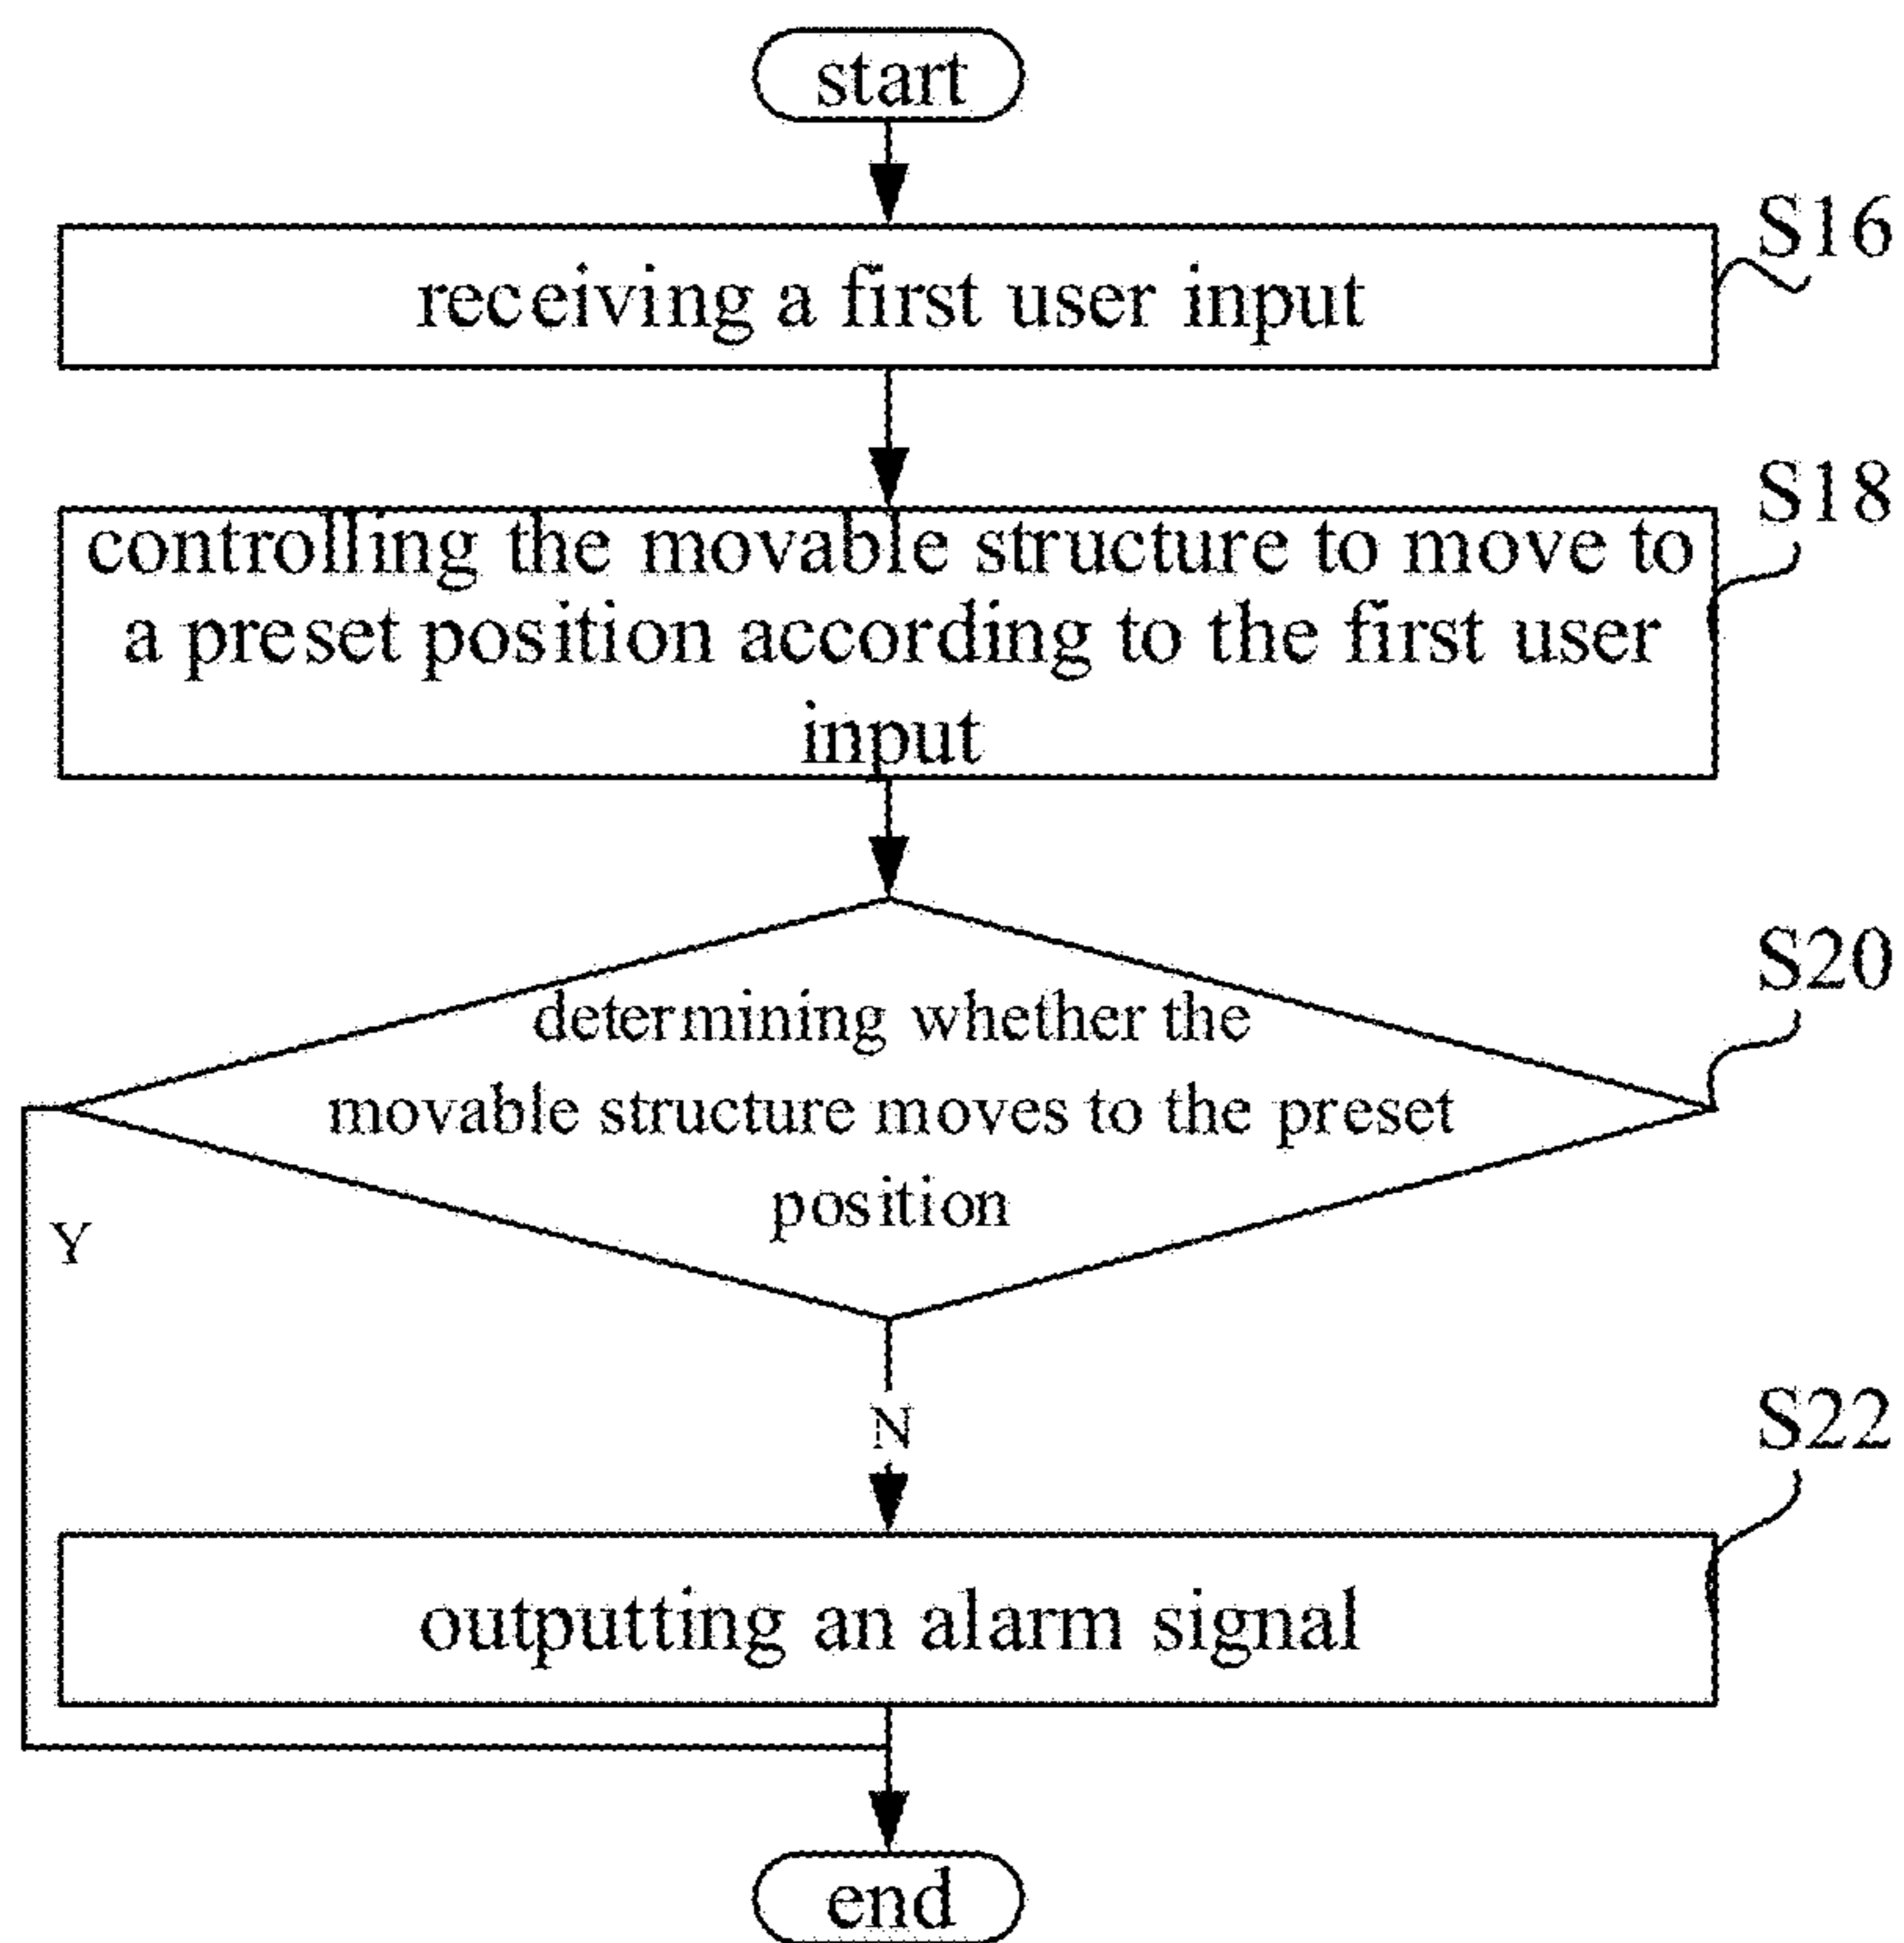 start
S16
receiving a first user input
S18
controlling the movable structure to move to
a preset position according to the first user
input
S20
determining whether the
movable structure moves to the preset
position
Y
N
S22
outputting an alarm signal
end